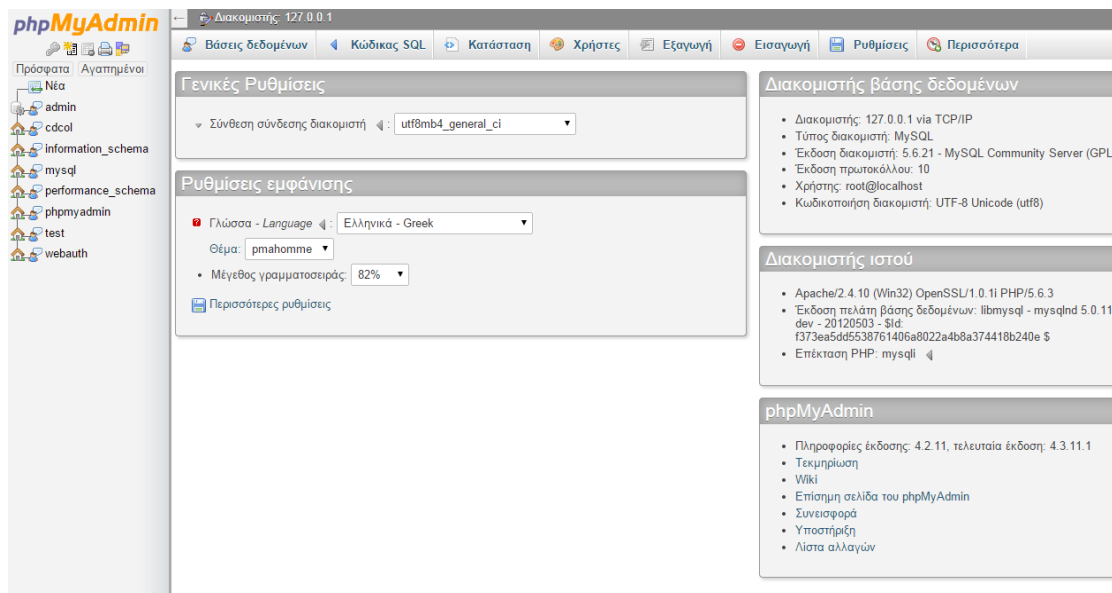 phpMyAdmin
Πρόσφατα Αγαπημένοι
Νέα
admin
cdcol
information_schema
mysql
performance_schema
phpmyadmin
test
webauth
Διακομιστής: 127.0.0.1
Βάσεις δεδομένων Κώδικας SQL Κατάσταση Χρήστες Εξαγωγή Εισαγωγή Ρυθμίσεις Περισσότερα
Γενικές Ρυθμίσεις
Σύνθεση σύνδεσης διακομιστή : utf8mb4_general_ci
Ρυθμίσεις εμφάνισης
Γλώσσα - Language : Ελληνικά - Greek
Θέμα: pmahomme
Μέγεθος γραμματοσειράς: 82%
Περισσότερες ρυθμίσεις
Διακομιστής βάσης δεδομένων
Διακομιστής: 127.0.0.1 via TCP/IP
Τύπος διακομιστή: MySQL
Έκδοση διακομιστή: 5.6.21 - MySQL Community Server (GPL
Έκδοση πρωτοκόλλου: 10
Χρήστης: root@localhost
Κωδικοποίηση διακομιστή: UTF-8 Unicode (utf8)
Διακομιστής ιστού
Apache/2.4.10 (Win32) OpenSSL/1.0.1i PHP/5.6.3
Έκδοση πελάτη βάσης δεδομένων: libmysql - mysqlnd 5.0.11
dev - 20120503 - $Id:
f373ea5dd5538761406a8022a4b8a374418b240e $
Επέκταση PHP: mysqli
phpMyAdmin
Πληροφορίες έκδοσης: 4.2.11, τελευταία έκδοση: 4.3.11.1
Τεκμηρίωση
Wiki
Επίσημη σελίδα του phpMyAdmin
Συνεισφορά
Υποστήριξη
Λίστα αλλαγών